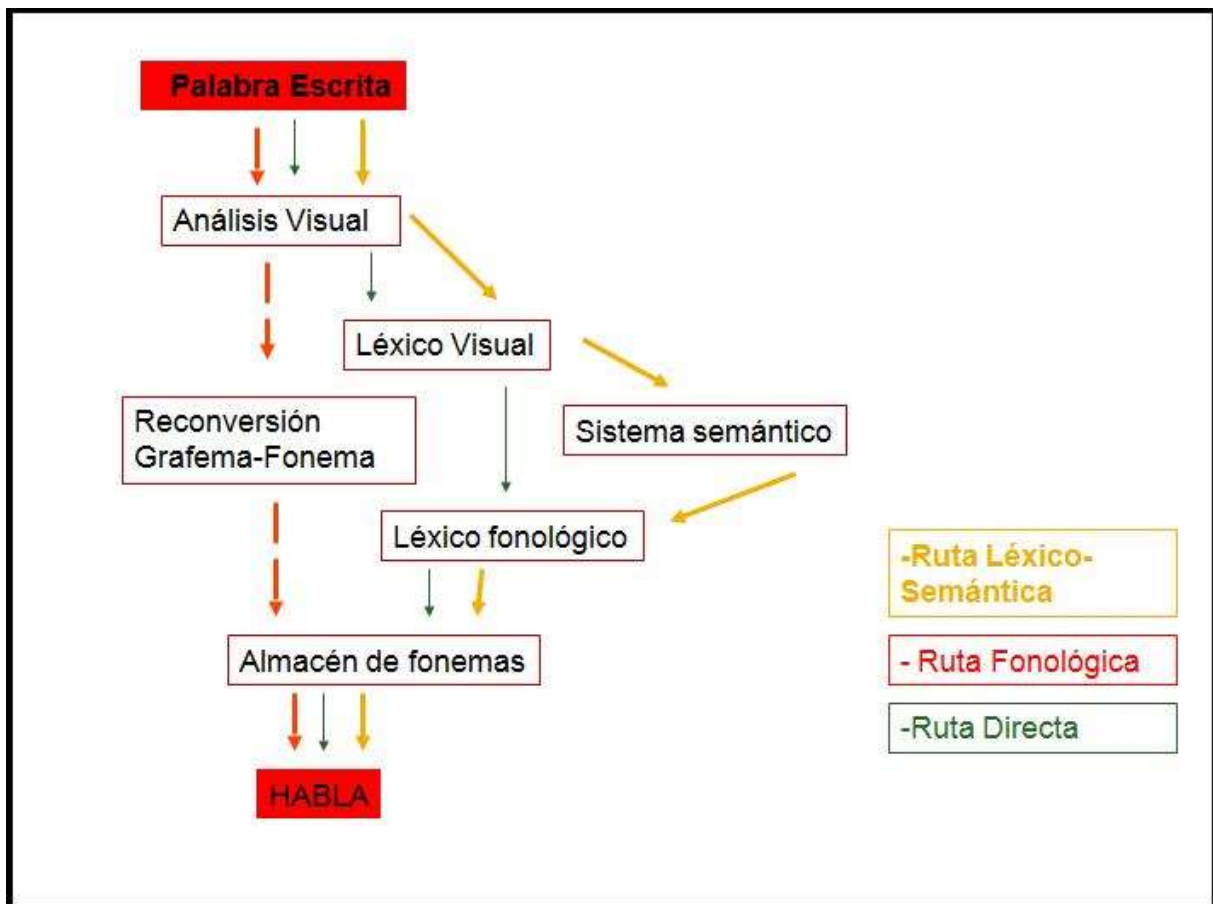 Palabra Escrita
Análisis Visual
Léxico Visual
Reconversión
Grafema-Fonema
Sistema semántico
Léxico fonológico
-Ruta Léxico-
Semántica
- Ruta Fonológica
Almacén de fonemas
-Ruta Directa
HABLA